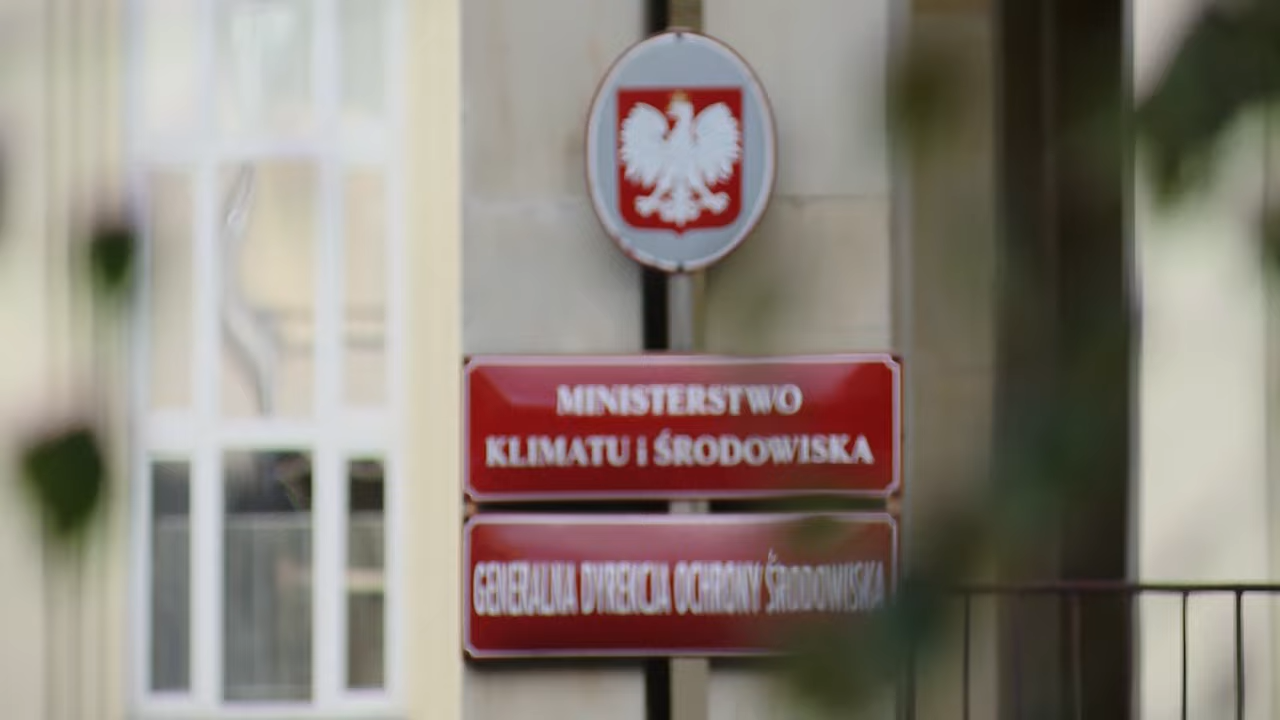 MINISTERSTWO
KLIMATU i ŚRODOWISKA
GENERALNA DYREKCJA OCHRONY ŚRODOWISKA